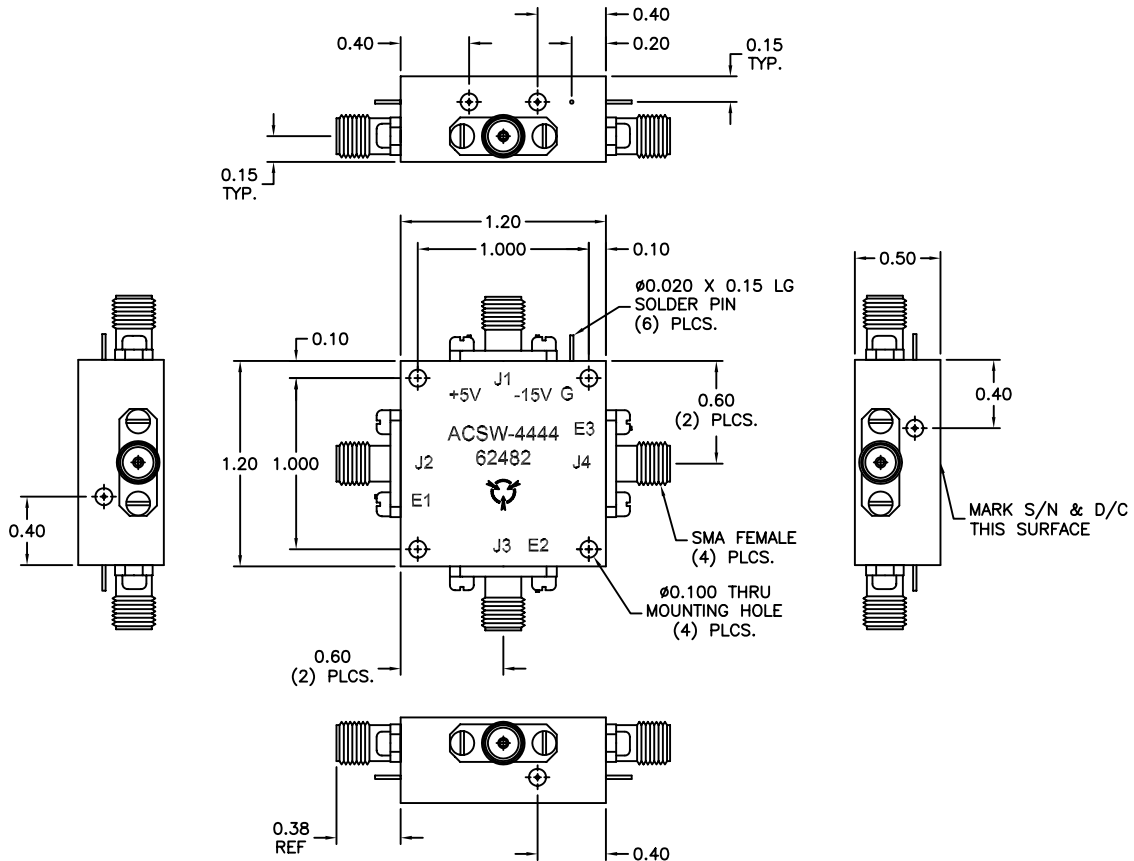 0.40
0.40
0.20
0.15
TYP.
0.15
TYP.
1.20
1.000
0.10
0.50
ø0.020 X 0.15 LG
SOLDER PIN
(6) PLCS.
0.10
J1
+5V -15V G
0.60
(2) PLCS.
0.40
ACSW-4444
E3
62482
1.20
1.000
J2
J4
E1
0.40
MARK S/N & D/C
THIS SURFACE
SMA FEMALE
(4) PLCS.
J3 E2
ø0.100 THRU
MOUNTING HOLE
(4) PLCS.
0.60
(2) PLCS.
0.38
REF
0.40